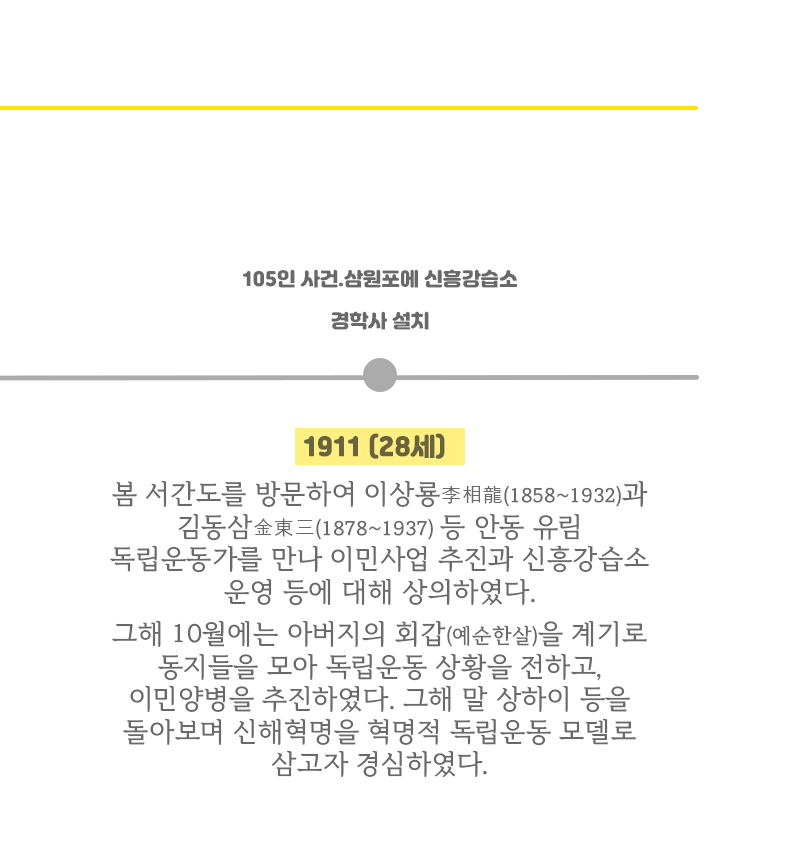 105인 사건.삼원포에 신흥강습소
경학사 설치
1911 (28세)
봄 서간도를 방문하여 이상룡李相龍(1858~1932)과
김동삼金東三(1878~1937) 등 안동 유림
독립운동가를 만나 이민사업 추진과 신흥강습소
운영 등에 대해 상의하였다.
그해 10월에는 아버지의 회갑(예순한살)을 계기로
동지들을 모아 독립운동 상황을 전하고,
이민양병을 추진하였다. 그해 말 상하이 등을
돌아보며 신해혁명을 혁명적 독립운동 모델로
삼고자 경심하였다.